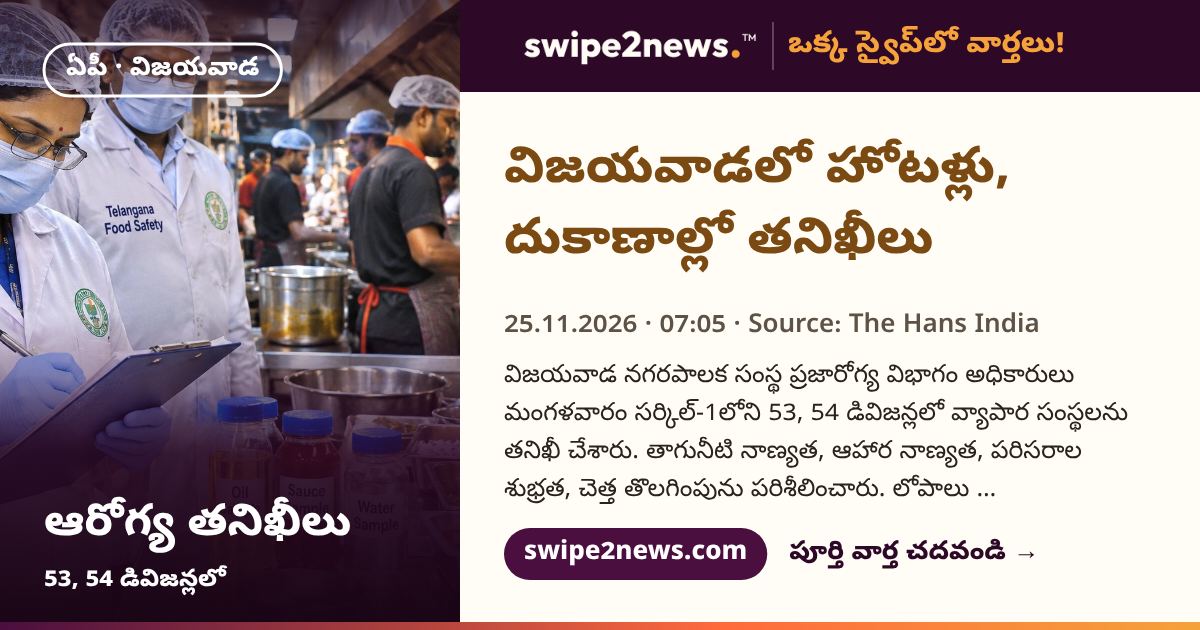 ఏపీ · విజయవాడ
Telangana
Food Safety
Oil
Sauce
Water
Sample
ఆరోగ్య తనిఖీలు
53, 54 డివిజన్లలో
swipe2news.™
ఒక్క స్వైప్‌లో వార్తలు!
విజయవాడలో హోటళ్లు,
దుకాణాల్లో తనిఖీలు
25.11.2026 · 07:05 · Source: The Hans India
విజయవాడ నగరపాలక సంస్థ ప్రజారోగ్య విభాగం అధికారులు
మంగళవారం సర్కిల్-1లోని 53, 54 డివిజన్లలో వ్యాపార సంస్థలను
తనిఖీ చేశారు. తాగునీటి నాణ్యత, ఆహార నాణ్యత, పరిసరాల
శుభ్రత, చెత్త తొలగింపును పరిశీలించారు. లోపాలు ...
swipe2news.com
పూర్తి వార్త చదవండి →